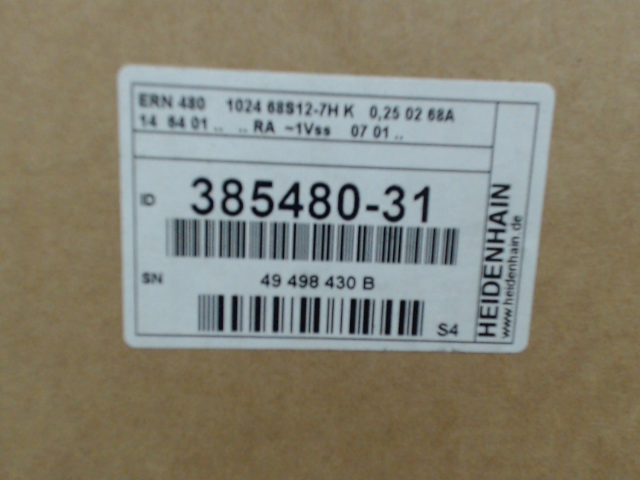 ERN 480 1024 68S12-7H K 0,25 02 68A
14 64 01 .. .. RA ~1Vss 07 01 ..
ID 385480-31
SN 49 498 430 B
S4
HEIDENHAIN
www.heidenhain.de